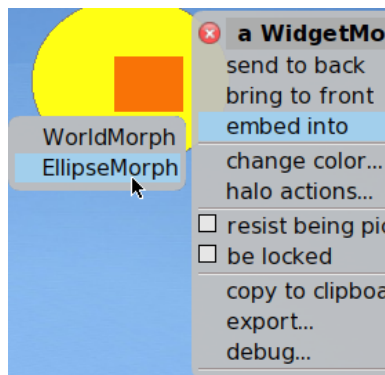 a WidgetMo
send to back
bring to front
embed into
WorldMorph
EllipseMorph
change color...
halo actions...
resist being pic
be locked
copy to clipboa
export...
debug...